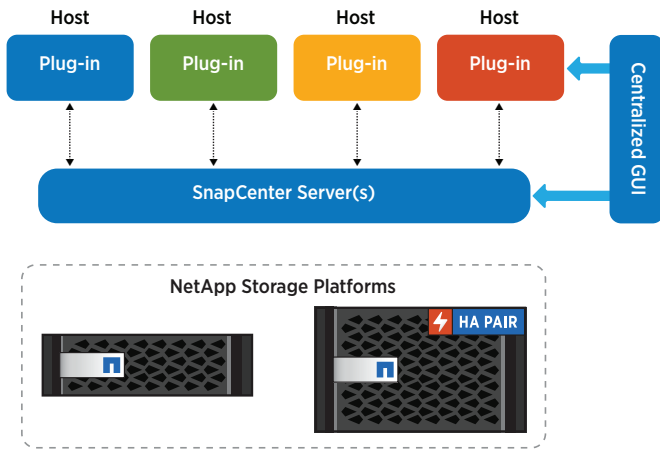 Host
Host
Host
Host
Plug-in
Plug-in
Plug-in
Plug-in
Centralized GUI
SnapCenter Server(s)
NetApp Storage Platforms
HA PAIR